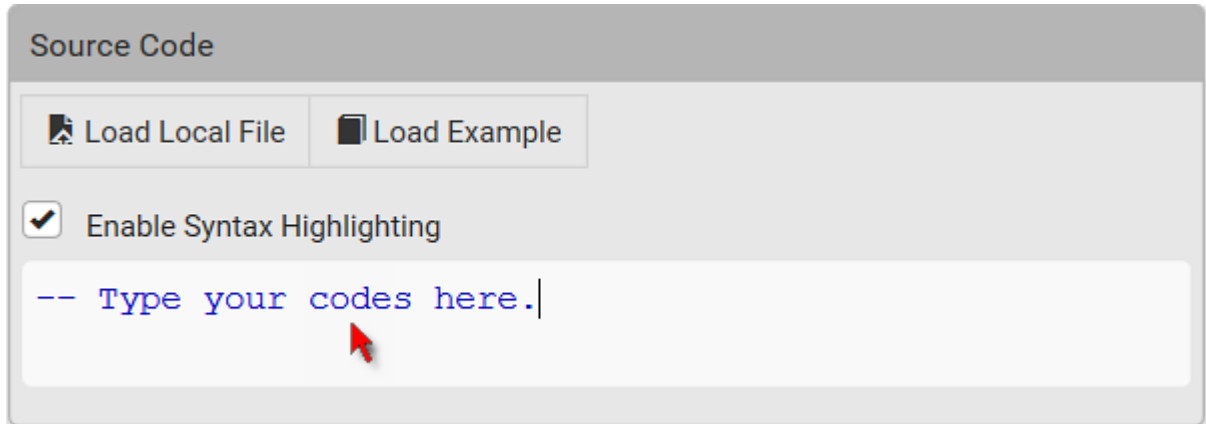 Source Code
Load Local File Load Example
Enable Syntax Highlighting
-- Type your codes here.